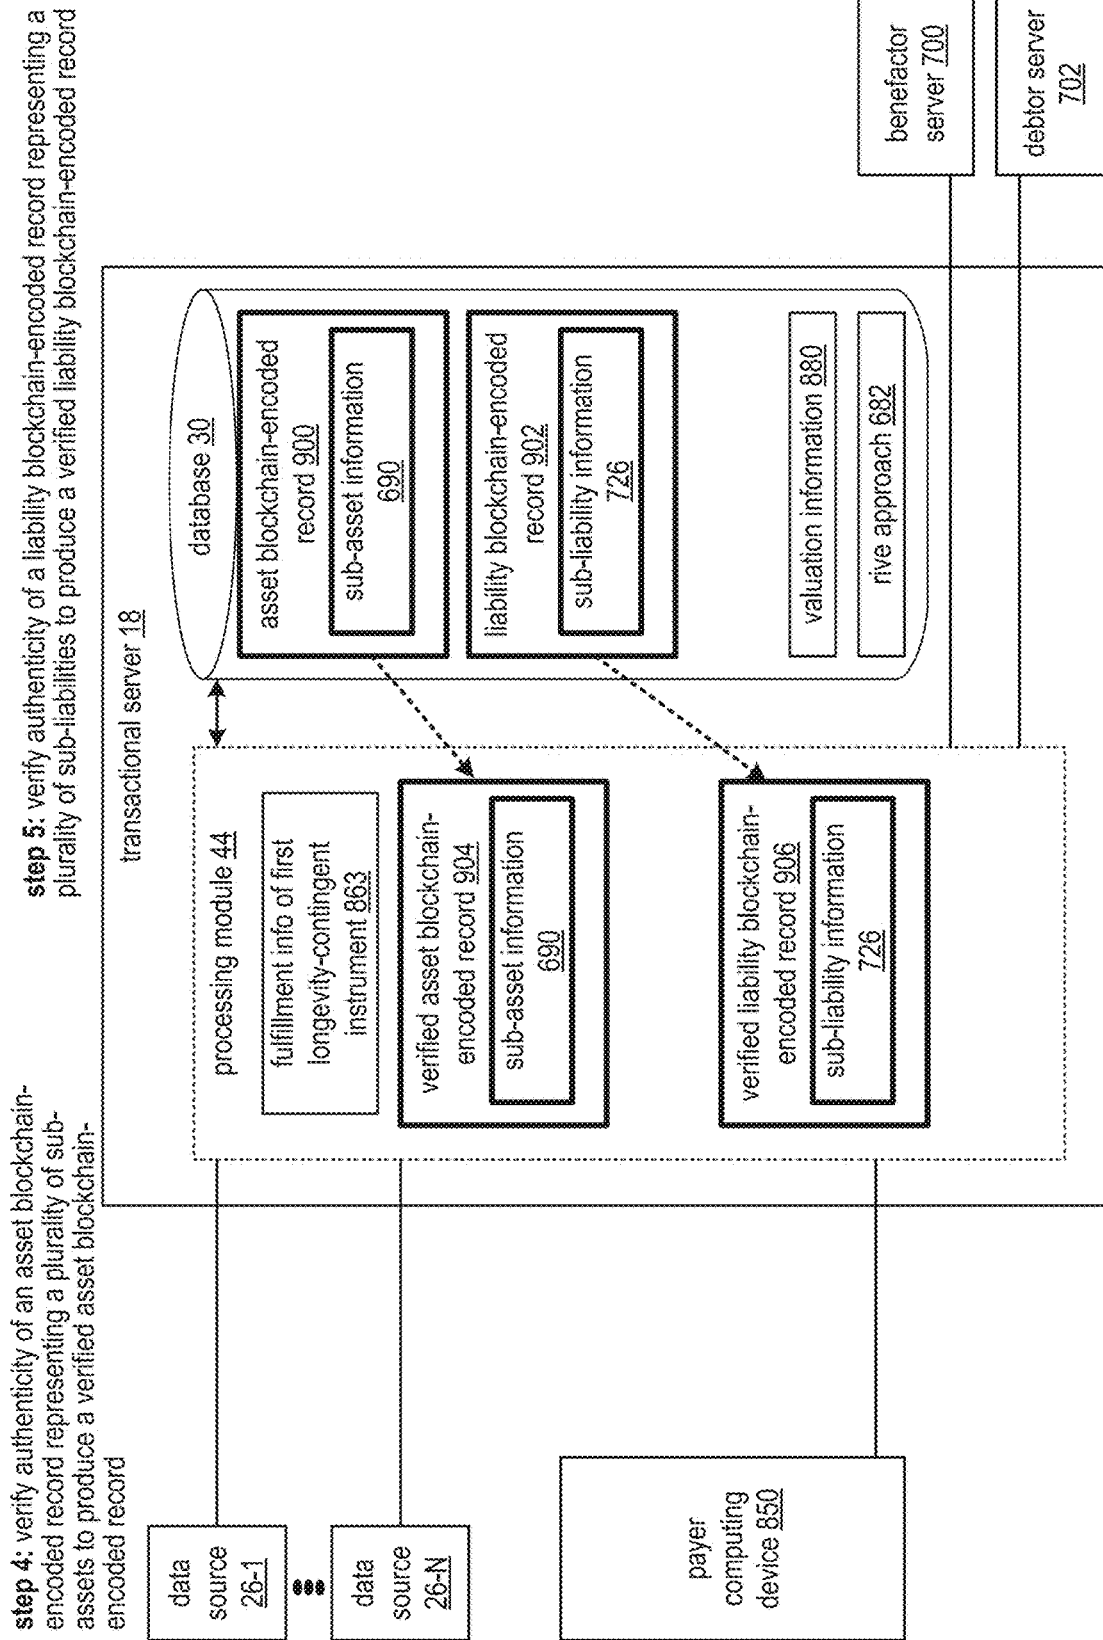 step 4: verify authenticity of an asset blockchain-
encoded record representing a plurality of sub-
assets to produce a verified asset blockchain-
encoded record
step 5: verify authenticity of a liability blockchain-encoded record representing a
plurality of sub-liabilities to produce a verified liability blockchain-encoded record
transactional server 18
data
source
26-1
data
source
26-N
payer
computing
device 850
processing module 44
fulfillment info of first
longevity-contingent
instrument 863
verified asset blockchain-
encoded record 904
sub-asset information
690
verified liability blockchain-
encoded record 906
sub-liability information
726
database 30
asset blockchain-encoded
record 900
sub-asset information
690
liability blockchain-encoded
record 902
sub-liability information
726
valuation information 880
rive approach 682
benefactor
server 700
debtor server
702